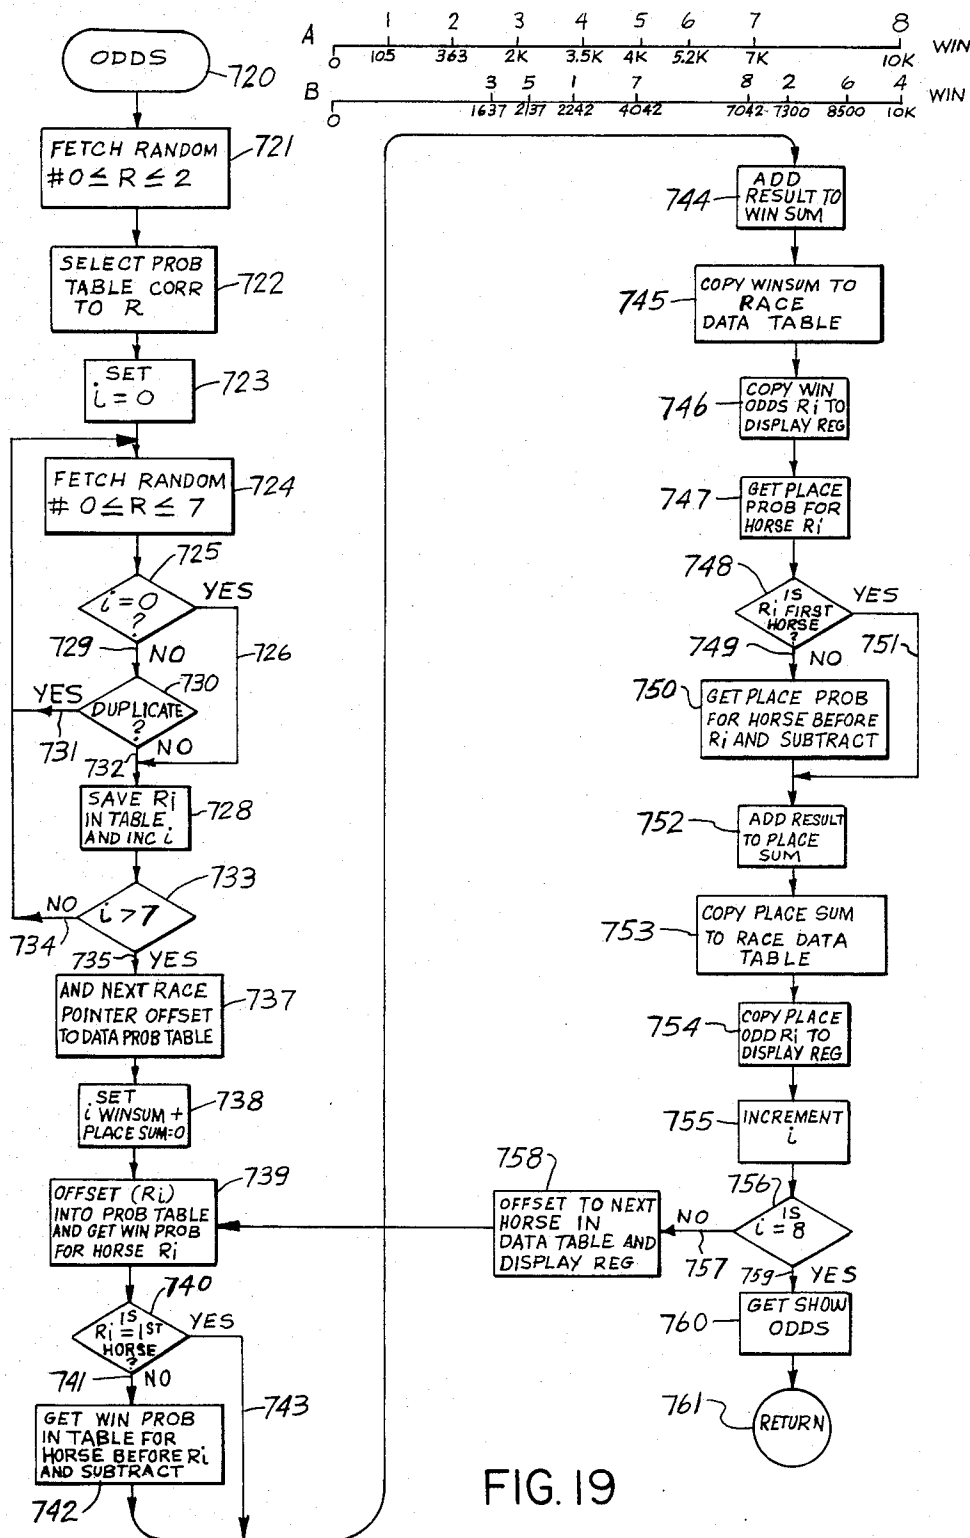 ODDS
720
FETCH RANDOM
# 0 ≤ R ≤ 2
721
SELECT PROB
TABLE CORR
TO R
722
SET
i = 0
723
FETCH RANDOM
# 0 ≤ R ≤ 7
724
725
i = 0
?
YES
726
729
NO
730
DUPLICATE
?
YES
731
732
NO
SAVE Ri
IN TABLE
AND INC i
728
733
i > 7
NO
734
735
YES
AND NEXT RACE
POINTER OFFSET
TO DATA PROB TABLE
737
SET
i WINSUM +
PLACE SUM=0
738
739
OFFSET (Ri)
INTO PROB TABLE
AND GET WIN PROB
FOR HORSE Ri
740
IS
Ri = 1ST
HORSE
?
YES
741
NO
743
GET WIN PROB
IN TABLE FOR
HORSE BEFORE Ri
AND SUBTRACT
742
1 2 3 4 5 6 7 8
A
WIN
0 105 363 2K 3.5K 4K 5.2K 7K 10K
3 5 1 7 8 2 6 4
B
WIN
0 1637 2137 2242 4042 7042 7300 8500 10K
ADD
RESULT TO
WIN SUM
744
COPY WINSUM TO
RACE
DATA TABLE
745
COPY WIN
ODDS Ri TO
DISPLAY REG
746
GET PLACE
PROB FOR
HORSE Ri
747
748
IS
Ri FIRST
HORSE
?
YES
751
749
NO
GET PLACE PROB
FOR HORSE BEFORE
Ri AND SUBTRACT
750
ADD RESULT
TO PLACE
SUM
752
COPY PLACE SUM
TO RACE DATA
TABLE
753
COPY PLACE
ODD Ri TO
DISPLAY REG
754
INCREMENT
i
755
756
IS
i = 8
NO
757
758
OFFSET TO NEXT
HORSE IN
DATA TABLE AND
DISPLAY REG
759
YES
GET SHOW
ODDS
760
RETURN
761
FIG. 19